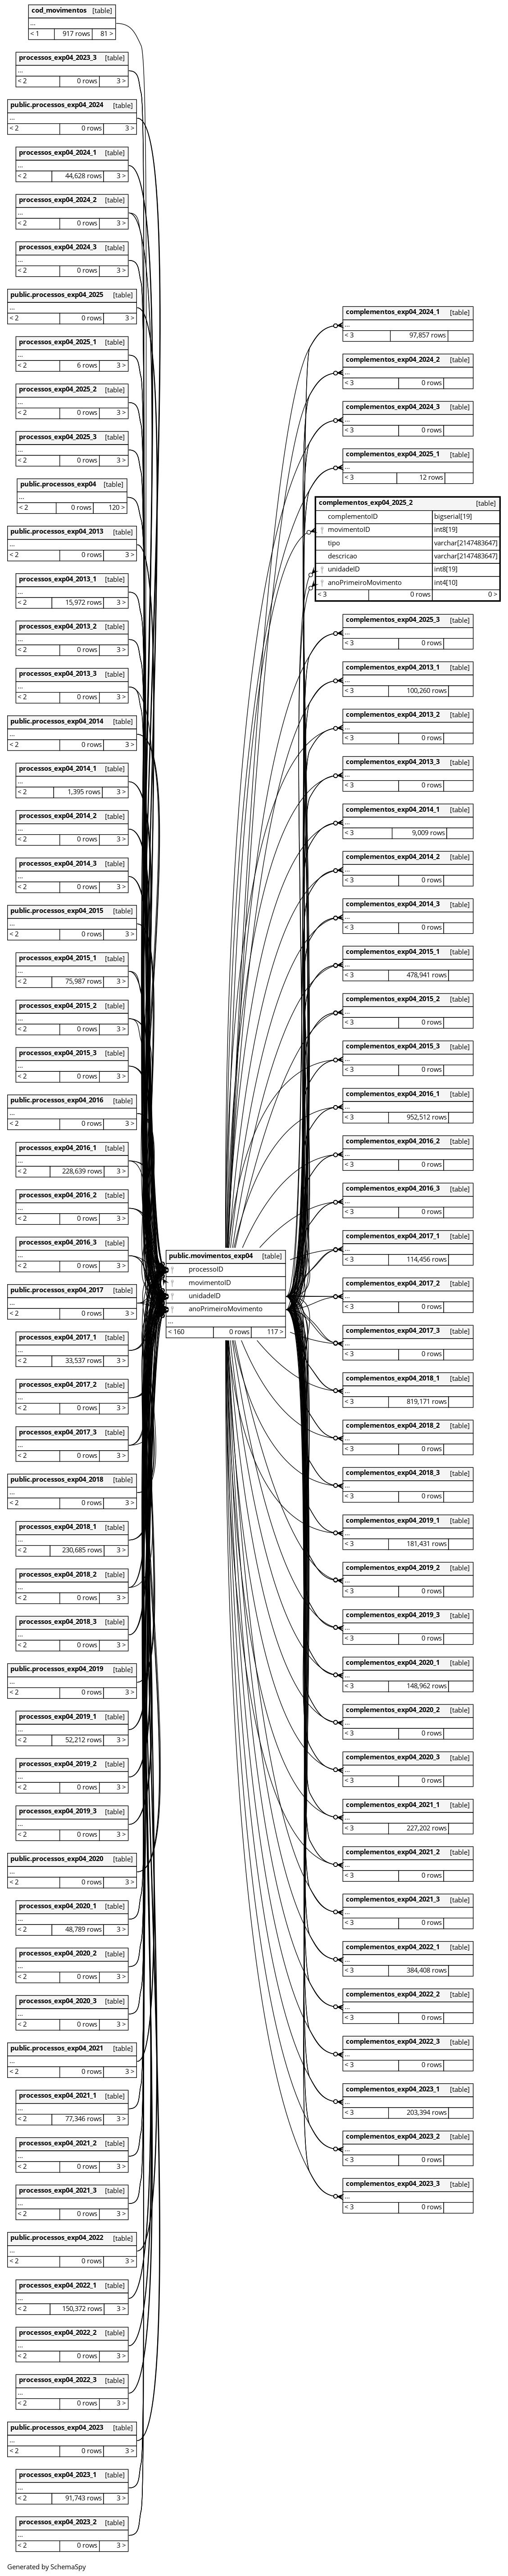 cod_movimentos [table]
...
< 1 917 rows 81 >
processos_exp04_2023_3 [table]
...
< 2 0 rows 3 >
public.processos_exp04_2024 [table]
...
< 2 0 rows 3 >
processos_exp04_2024_1 [table]
...
< 2 44,628 rows 3 >
processos_exp04_2024_2 [table]
...
< 2 0 rows 3 >
processos_exp04_2024_3 [table]
...
< 2 0 rows 3 >
public.processos_exp04_2025 [table]
...
< 2 0 rows 3 >
processos_exp04_2025_1 [table]
...
< 2 6 rows 3 >
processos_exp04_2025_2 [table]
...
< 2 0 rows 3 >
processos_exp04_2025_3 [table]
...
< 2 0 rows 3 >
public.processos_exp04 [table]
...
< 2 0 rows 120 >
public.processos_exp04_2013 [table]
...
< 2 0 rows 3 >
processos_exp04_2013_1 [table]
...
< 2 15,972 rows 3 >
processos_exp04_2013_2 [table]
...
< 2 0 rows 3 >
processos_exp04_2013_3 [table]
...
< 2 0 rows 3 >
public.processos_exp04_2014 [table]
...
< 2 0 rows 3 >
processos_exp04_2014_1 [table]
...
< 2 1,395 rows 3 >
processos_exp04_2014_2 [table]
...
< 2 0 rows 3 >
processos_exp04_2014_3 [table]
...
< 2 0 rows 3 >
public.processos_exp04_2015 [table]
...
< 2 0 rows 3 >
processos_exp04_2015_1 [table]
...
< 2 75,987 rows 3 >
processos_exp04_2015_2 [table]
...
< 2 0 rows 3 >
processos_exp04_2015_3 [table]
...
< 2 0 rows 3 >
public.processos_exp04_2016 [table]
...
< 2 0 rows 3 >
processos_exp04_2016_1 [table]
...
< 2 228,639 rows 3 >
processos_exp04_2016_2 [table]
...
< 2 0 rows 3 >
processos_exp04_2016_3 [table]
...
< 2 0 rows 3 >
public.processos_exp04_2017 [table]
...
< 2 0 rows 3 >
processos_exp04_2017_1 [table]
...
< 2 33,537 rows 3 >
processos_exp04_2017_2 [table]
...
< 2 0 rows 3 >
processos_exp04_2017_3 [table]
...
< 2 0 rows 3 >
public.processos_exp04_2018 [table]
...
< 2 0 rows 3 >
processos_exp04_2018_1 [table]
...
< 2 230,685 rows 3 >
processos_exp04_2018_2 [table]
...
< 2 0 rows 3 >
processos_exp04_2018_3 [table]
...
< 2 0 rows 3 >
public.processos_exp04_2019 [table]
...
< 2 0 rows 3 >
processos_exp04_2019_1 [table]
...
< 2 52,212 rows 3 >
processos_exp04_2019_2 [table]
...
< 2 0 rows 3 >
processos_exp04_2019_3 [table]
...
< 2 0 rows 3 >
public.processos_exp04_2020 [table]
...
< 2 0 rows 3 >
processos_exp04_2020_1 [table]
...
< 2 48,789 rows 3 >
processos_exp04_2020_2 [table]
...
< 2 0 rows 3 >
processos_exp04_2020_3 [table]
...
< 2 0 rows 3 >
public.processos_exp04_2021 [table]
...
< 2 0 rows 3 >
processos_exp04_2021_1 [table]
...
< 2 77,346 rows 3 >
processos_exp04_2021_2 [table]
...
< 2 0 rows 3 >
processos_exp04_2021_3 [table]
...
< 2 0 rows 3 >
public.processos_exp04_2022 [table]
...
< 2 0 rows 3 >
processos_exp04_2022_1 [table]
...
< 2 150,372 rows 3 >
processos_exp04_2022_2 [table]
...
< 2 0 rows 3 >
processos_exp04_2022_3 [table]
...
< 2 0 rows 3 >
public.processos_exp04_2023 [table]
...
< 2 0 rows 3 >
processos_exp04_2023_1 [table]
...
< 2 91,743 rows 3 >
processos_exp04_2023_2 [table]
...
< 2 0 rows 3 >
public.movimentos_exp04 [table]
processoID
movimentoID
unidadeID
anoPrimeiroMovimento
...
< 160 0 rows 117 >
complementos_exp04_2024_1 [table]
...
< 3 97,857 rows
complementos_exp04_2024_2 [table]
...
< 3 0 rows
complementos_exp04_2024_3 [table]
...
< 3 0 rows
complementos_exp04_2025_1 [table]
...
< 3 12 rows
complementos_exp04_2025_2 [table]
complementoID bigserial[19]
movimentoID int8[19]
tipo varchar[2147483647]
descricao varchar[2147483647]
unidadeID int8[19]
anoPrimeiroMovimento int4[10]
< 3 0 rows 0 >
complementos_exp04_2025_3 [table]
...
< 3 0 rows
complementos_exp04_2013_1 [table]
...
< 3 100,260 rows
complementos_exp04_2013_2 [table]
...
< 3 0 rows
complementos_exp04_2013_3 [table]
...
< 3 0 rows
complementos_exp04_2014_1 [table]
...
< 3 9,009 rows
complementos_exp04_2014_2 [table]
...
< 3 0 rows
complementos_exp04_2014_3 [table]
...
< 3 0 rows
complementos_exp04_2015_1 [table]
...
< 3 478,941 rows
complementos_exp04_2015_2 [table]
...
< 3 0 rows
complementos_exp04_2015_3 [table]
...
< 3 0 rows
complementos_exp04_2016_1 [table]
...
< 3 952,512 rows
complementos_exp04_2016_2 [table]
...
< 3 0 rows
complementos_exp04_2016_3 [table]
...
< 3 0 rows
complementos_exp04_2017_1 [table]
...
< 3 114,456 rows
complementos_exp04_2017_2 [table]
...
< 3 0 rows
complementos_exp04_2017_3 [table]
...
< 3 0 rows
complementos_exp04_2018_1 [table]
...
< 3 819,171 rows
complementos_exp04_2018_2 [table]
...
< 3 0 rows
complementos_exp04_2018_3 [table]
...
< 3 0 rows
complementos_exp04_2019_1 [table]
...
< 3 181,431 rows
complementos_exp04_2019_2 [table]
...
< 3 0 rows
complementos_exp04_2019_3 [table]
...
< 3 0 rows
complementos_exp04_2020_1 [table]
...
< 3 148,962 rows
complementos_exp04_2020_2 [table]
...
< 3 0 rows
complementos_exp04_2020_3 [table]
...
< 3 0 rows
complementos_exp04_2021_1 [table]
...
< 3 227,202 rows
complementos_exp04_2021_2 [table]
...
< 3 0 rows
complementos_exp04_2021_3 [table]
...
< 3 0 rows
complementos_exp04_2022_1 [table]
...
< 3 384,408 rows
complementos_exp04_2022_2 [table]
...
< 3 0 rows
complementos_exp04_2022_3 [table]
...
< 3 0 rows
complementos_exp04_2023_1 [table]
...
< 3 203,394 rows
complementos_exp04_2023_2 [table]
...
< 3 0 rows
complementos_exp04_2023_3 [table]
...
< 3 0 rows
Generated by SchemaSpy